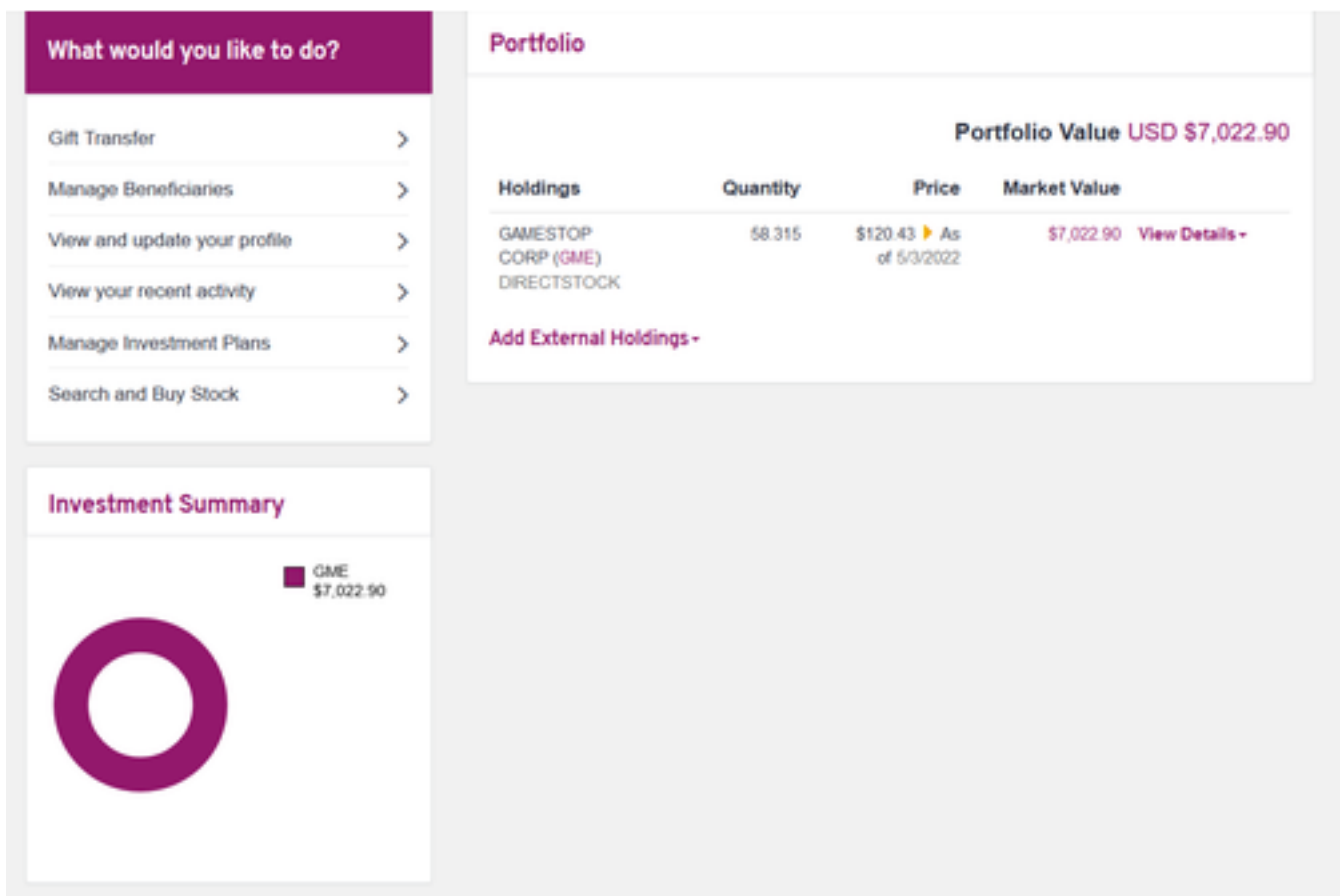 What would you like to do?
Gift Transfer
Manage Beneficiaries
View and update your profile
View your recent activity
Manage Investment Plans
Search and Buy Stock
Investment Summary
GME
$7,022.90
Portfolio
Portfolio Value USD $7,022.90
Holdings Quantity Price Market Value
GAMESTOP 58.315 $120.43 As $7,022.90 View Details
CORP (GME) of 5/3/2022
DIRECTSTOCK
Add External Holdings